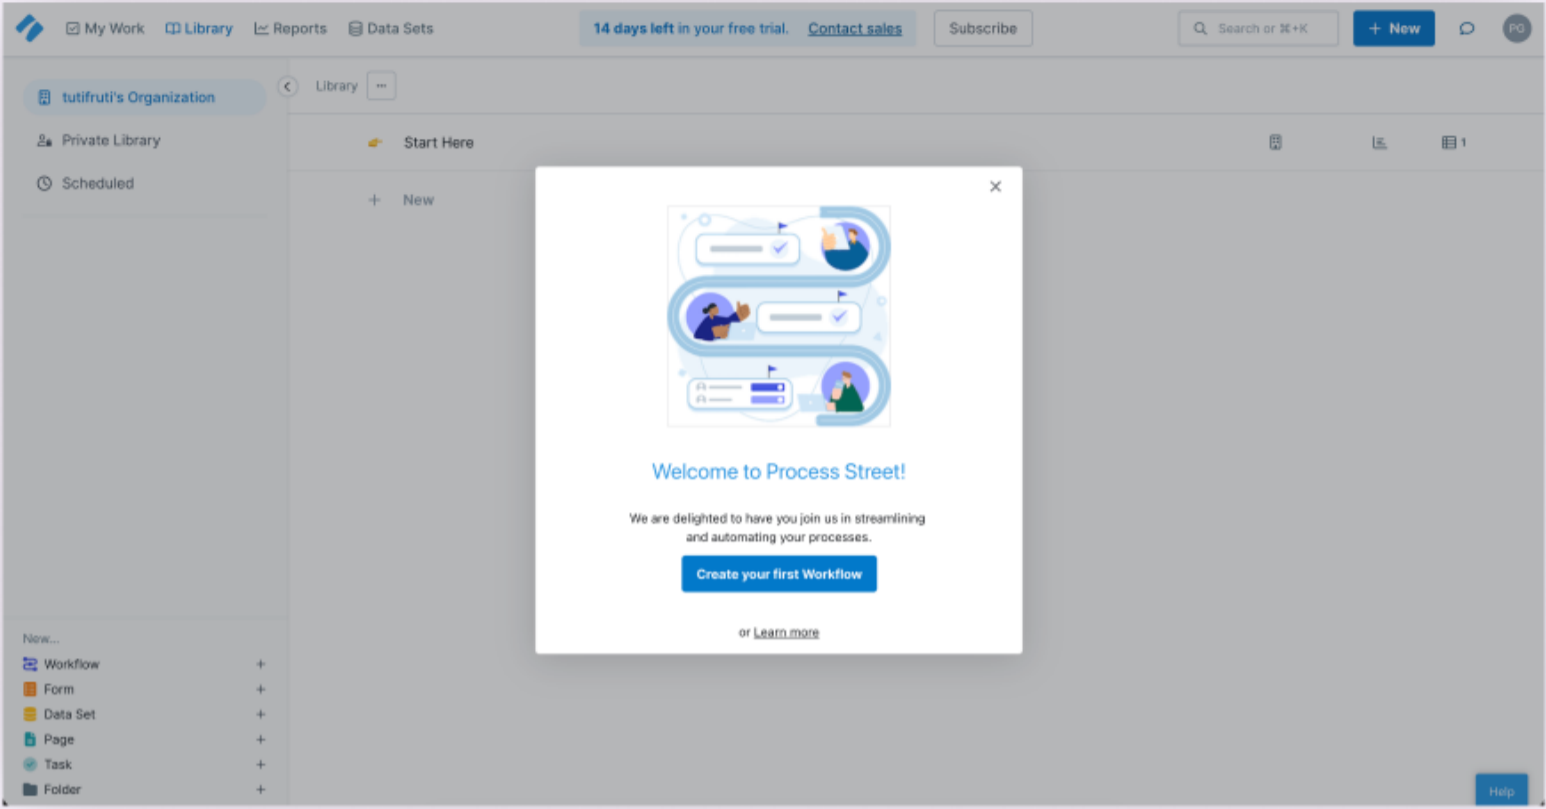 My Work Library Reports Data Sets 14 days left in your free trial. Contact sales Subscribe Search or ⌘+K + New PG
tutifruti's Organization
Private Library
Scheduled
Library ...
Start Here 1
+ New
Welcome to Process Street!
We are delighted to have you join us in streamlining
and automating your processes.
Create your first Workflow
or Learn more
New...
Workflow +
Form +
Data Set +
Page +
Task +
Folder +
Help